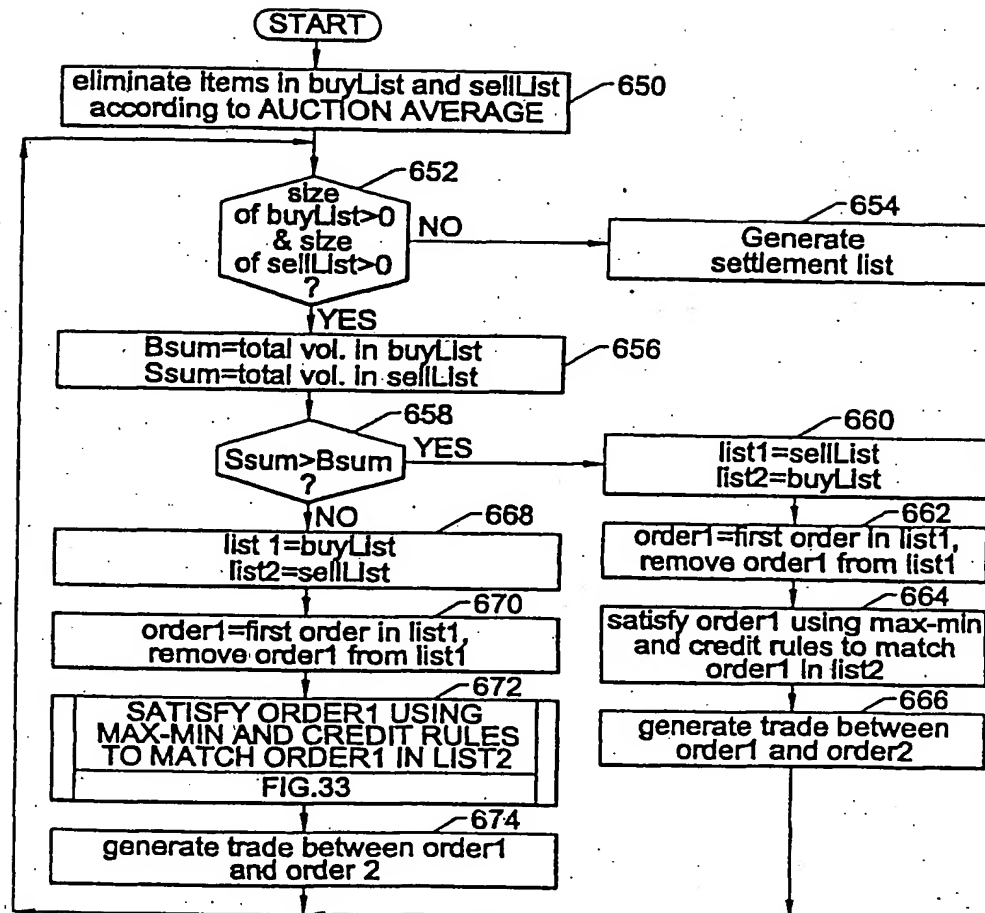 START
eliminate items in buyList and sellList
according to AUCTION AVERAGE
650
652
size
of buyList>0
& size
of sellList>0
?
NO
654
Generate
settlement list
YES
Bsum=total vol. in buyList
Ssum=total vol. in sellList
656
658
Ssum>Bsum
?
YES
660
list1=sellList
list2=buyList
NO
668
list 1=buyList
list2=sellList
662
order1=first order in list1,
remove order1 from list1
670
order1=first order in list1,
remove order1 from list1
664
satisfy order1 using max-min
and credit rules to match
order1 in list2
672
SATISFY ORDER1 USING
MAX-MIN AND CREDIT RULES
TO MATCH ORDER1 IN LIST2
FIG.33
666
generate trade between
order1 and order2
674
generate trade between order1
and order 2